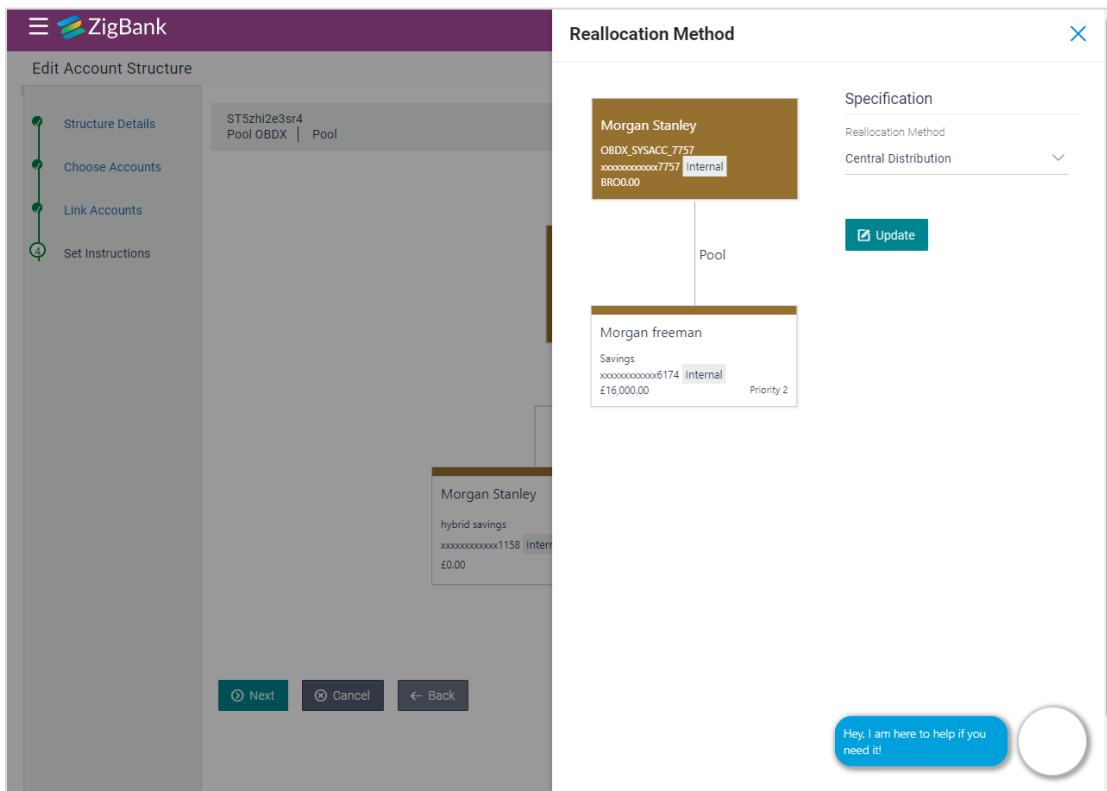 ZigBank
Edit Account Structure
Structure Details
Choose Accounts
Link Accounts
4
Set Instructions
ST5zhi2e3sr4
Pool OBDX | Pool
Morgan Stanley
hybrid savings
xxxxxxxxxxxx1158 Intern
£0.00
Next
Cancel
Back
Reallocation Method
Morgan Stanley
OBDX_SYSACC_7757
xxxxxxxxxxxx7757 Internal
BRO0.00
Pool
Morgan freeman
Savings
xxxxxxxxxxxx6174 Internal
£16,000.00 Priority 2
Specification
Reallocation Method
Central Distribution
Update
Hey, I am here to help if you
need it!